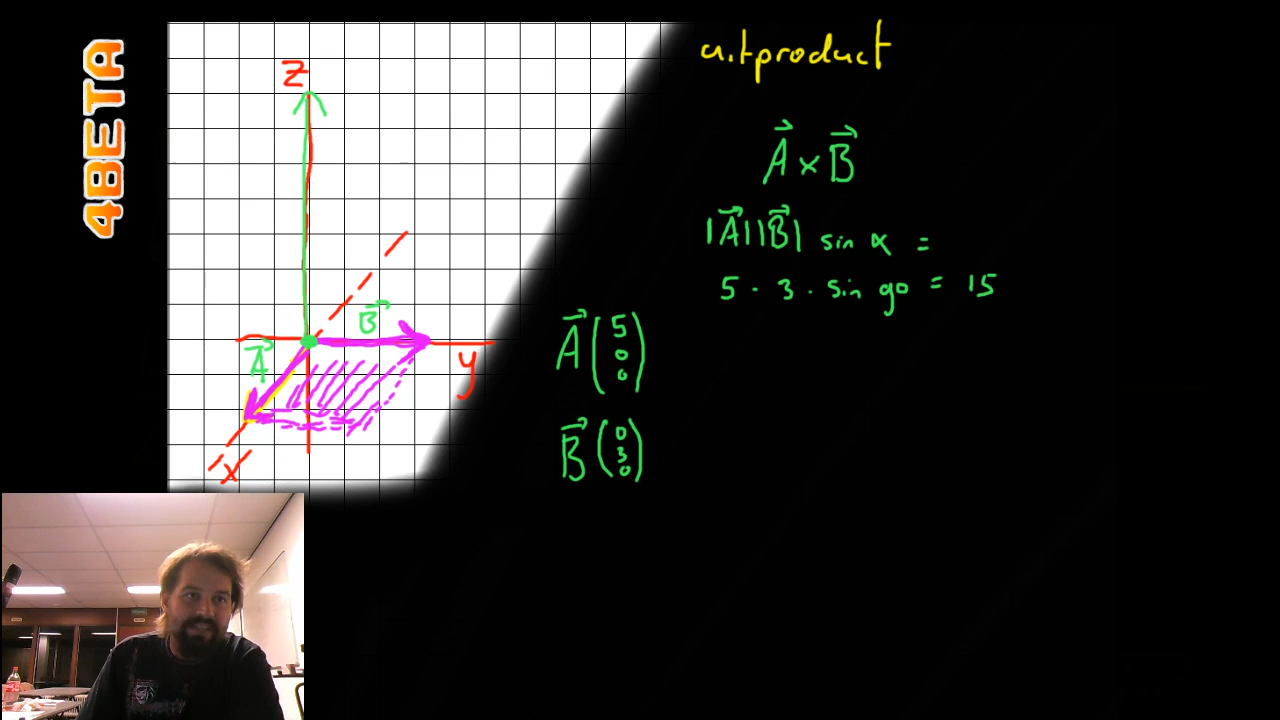 4BETA
uitproduct
z
A⃗ × B⃗
|A⃗||B⃗| sin α =
5 · 3 · sin 90 = 15
B⃗
A⃗
y
x
A⃗ (5 0 0)
B⃗ (0 3 0)